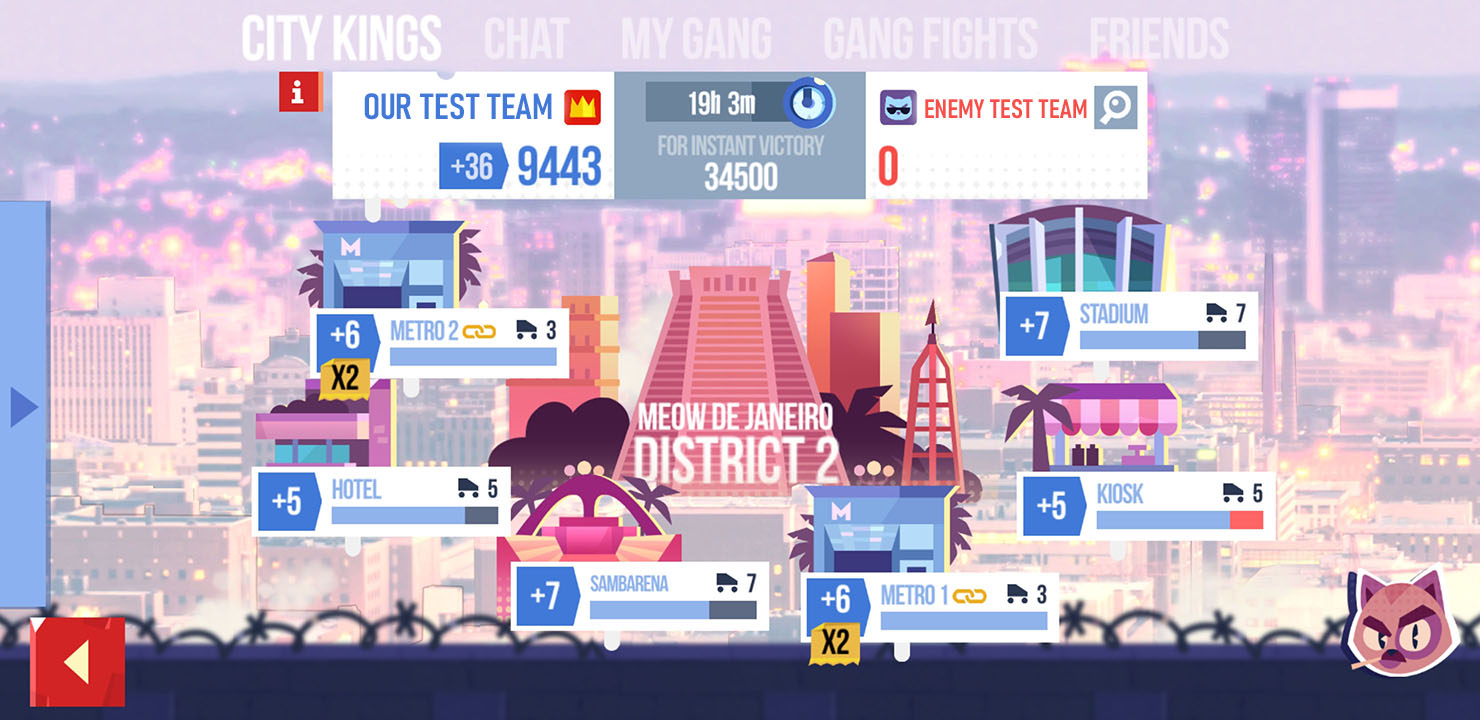 CITY KINGS CHAT MY GANG GANG FIGHTS FRIENDS
i
OUR TEST TEAM
19h 3m
ENEMY TEST TEAM
+36 9443
FOR INSTANT VICTORY
34500
0
M
+6 METRO 2 3
X2
+7 STADIUM 7
MEOW DE JANEIRO
DISTRICT 2
+5 HOTEL 5
+5 KIOSK 5
M
+7 SAMBARENA 7
+6 METRO 1 3
X2